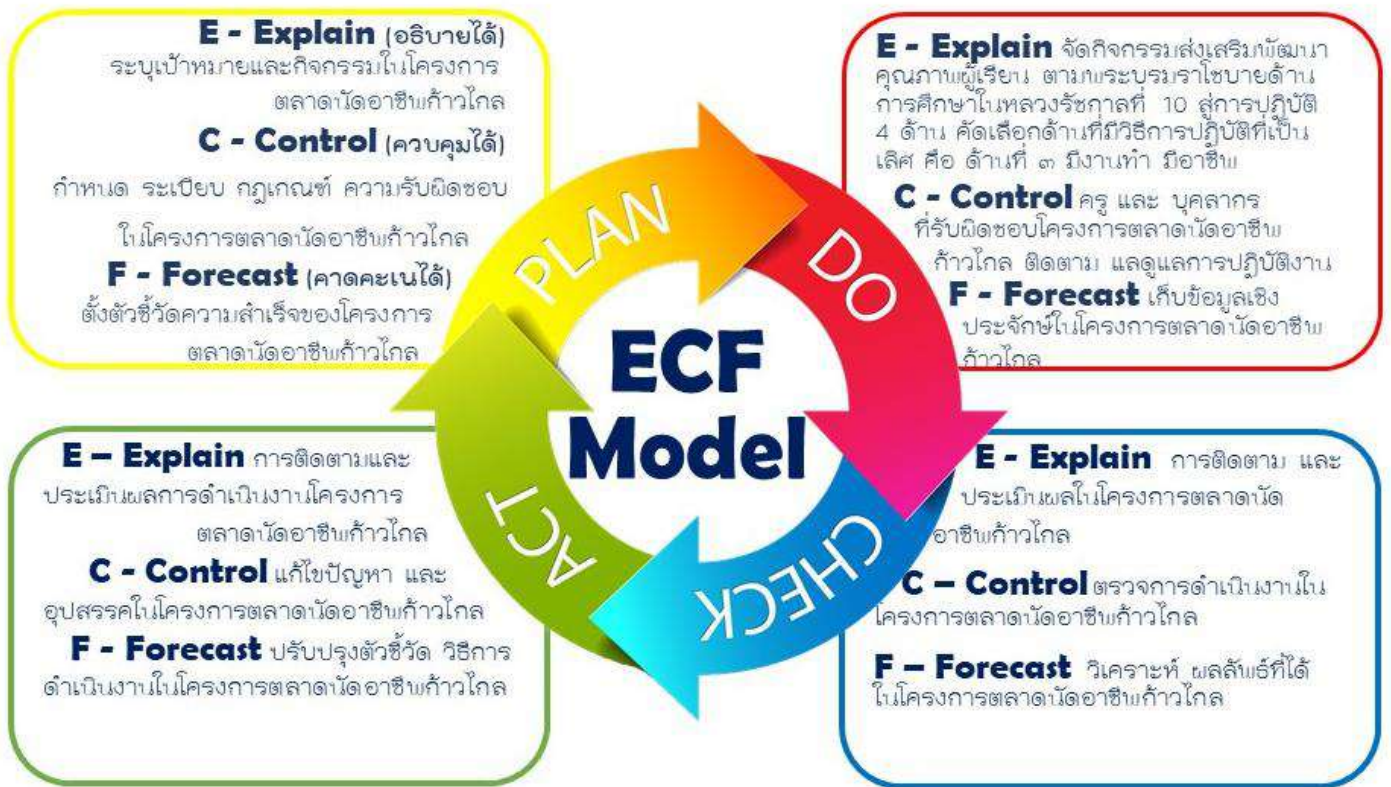 E - Explain (อธิบายได้)
ระบุเป้าหมายและกิจกรรมในโครงการ
ตลาดนัดอาชีพก้าวไกล
C - Control (ควบคุมได้)
กำหนด ระเบียบ กฎเกณฑ์ ความรับผิดชอบ
ในโครงการตลาดนัดอาชีพก้าวไกล
F - Forecast (คาดคะเนได้)
ตั้งตัวชี้วัดความสำเร็จของโครงการ
ตลาดนัดอาชีพก้าวไกล
E - Explain จัดกิจกรรมส่งเสริมพัฒนา
คุณภาพผู้เรียน ตามพระบรมราโชบายด้าน
การศึกษาในหลวงรัชกาลที่ 10 สู่การปฏิบัติ
4 ด้าน คัดเลือกด้านที่มีวิธีการปฏิบัติที่เป็น
เลิศ คือ ด้านที่ ๓ มีงานทำ มีอาชีพ
C - Control ครู และ บุคลากร
ที่รับผิดชอบโครงการตลาดนัดอาชีพ
ก้าวไกล ติดตาม แลดูแลการปฏิบัติงาน
F - Forecast เก็บข้อมูลเชิง
ประจักษ์ในโครงการตลาดนัดอาชีพ
ก้าวไกล
PLAN
DO
ECF
Model
ACT
CHECK
E – Explain การติดตามและ
ประเมินผลการดำเนินงานโครงการ
ตลาดนัดอาชีพก้าวไกล
C - Control แก้ไขปัญหา และ
อุปสรรคในโครงการตลาดนัดอาชีพก้าวไกล
F - Forecast ปรับปรุงตัวชี้วัด วิธีการ
ดำเนินงานในโครงการตลาดนัดอาชีพก้าวไกล
E - Explain การติดตาม และ
ประเมินผลในโครงการตลาดนัด
อาชีพก้าวไกล
C – Control ตรวจการดำเนินงานใน
โครงการตลาดนัดอาชีพก้าวไกล
F – Forecast วิเคราะห์ ผลลัพธ์ที่ได้
ในโครงการตลาดนัดอาชีพก้าวไกล